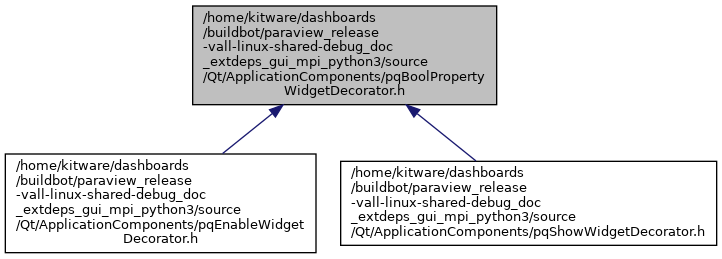 /home/kitware/dashboards
/buildbot/paraview_release
-vall-linux-shared-debug_doc
_extdeps_gui_mpi_python3/source
/Qt/ApplicationComponents/pqBoolProperty
WidgetDecorator.h
/home/kitware/dashboards
/buildbot/paraview_release
-vall-linux-shared-debug_doc
_extdeps_gui_mpi_python3/source
/Qt/ApplicationComponents/pqEnableWidget
Decorator.h
/home/kitware/dashboards
/buildbot/paraview_release
-vall-linux-shared-debug_doc
_extdeps_gui_mpi_python3/source
/Qt/ApplicationComponents/pqShowWidgetDecorator.h